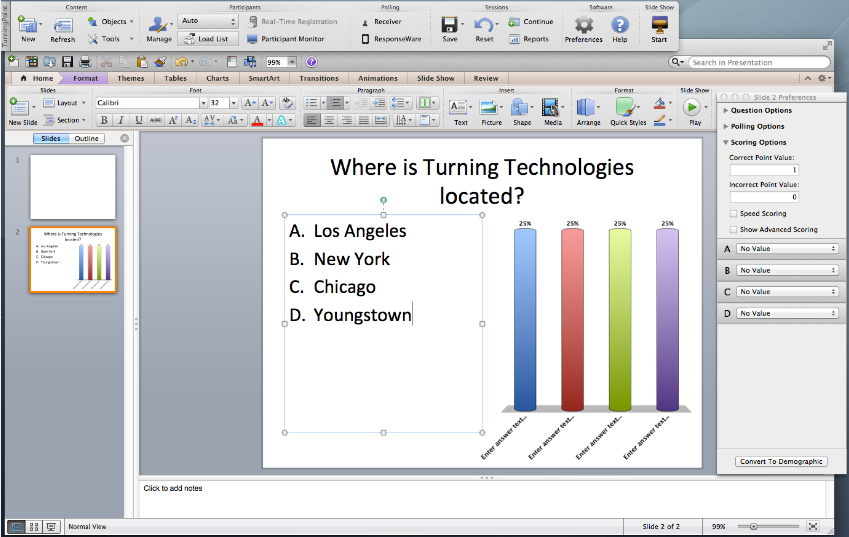 TurningPoint
Content Participants Polling Sessions Software Slide Show
New Refresh Objects Tools
Manage Auto Load List Real-Time Registration Participant Monitor
Receiver ResponseWare
Save Reset Continue Reports
Preferences Help Start
99% Search in Presentation
Home Format Themes Tables Charts SmartArt Transitions Animations Slide Show Review
Slides Font Paragraph Insert Format Slide Show
New Slide Layout Section
Calibri 32
B I U ABC A² A₂ AV Aa A A
Text Picture Shape Media Arrange Quick Styles Play
Slides Outline
1
2
Where is Turning Technologies
located?
A. Los Angeles
B. New York
C. Chicago
D. Youngstown
Where is Turning Technologies
located?
A. Los Angeles
B. New York
C. Chicago
D. Youngstown
25% 25% 25% 25%
Enter answer text... Enter answer text... Enter answer text... Enter answer text...
Slide 2 Preferences
Question Options
Polling Options
Scoring Options
Correct Point Value:
1
Incorrect Point Value:
0
Speed Scoring
Show Advanced Scoring
A No Value
B No Value
C No Value
D No Value
Convert To Demographic
Click to add notes
Normal View Slide 2 of 2 99%